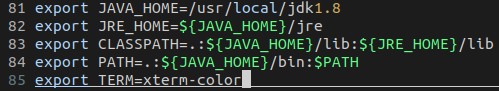 81 export JAVA_HOME=/usr/local/jdk1.8
82 export JRE_HOME=${JAVA_HOME}/jre
83 export CLASSPATH=.:${JAVA_HOME}/lib:${JRE_HOME}/lib
84 export PATH=.:${JAVA_HOME}/bin:$PATH
85 export TERM=xterm-color